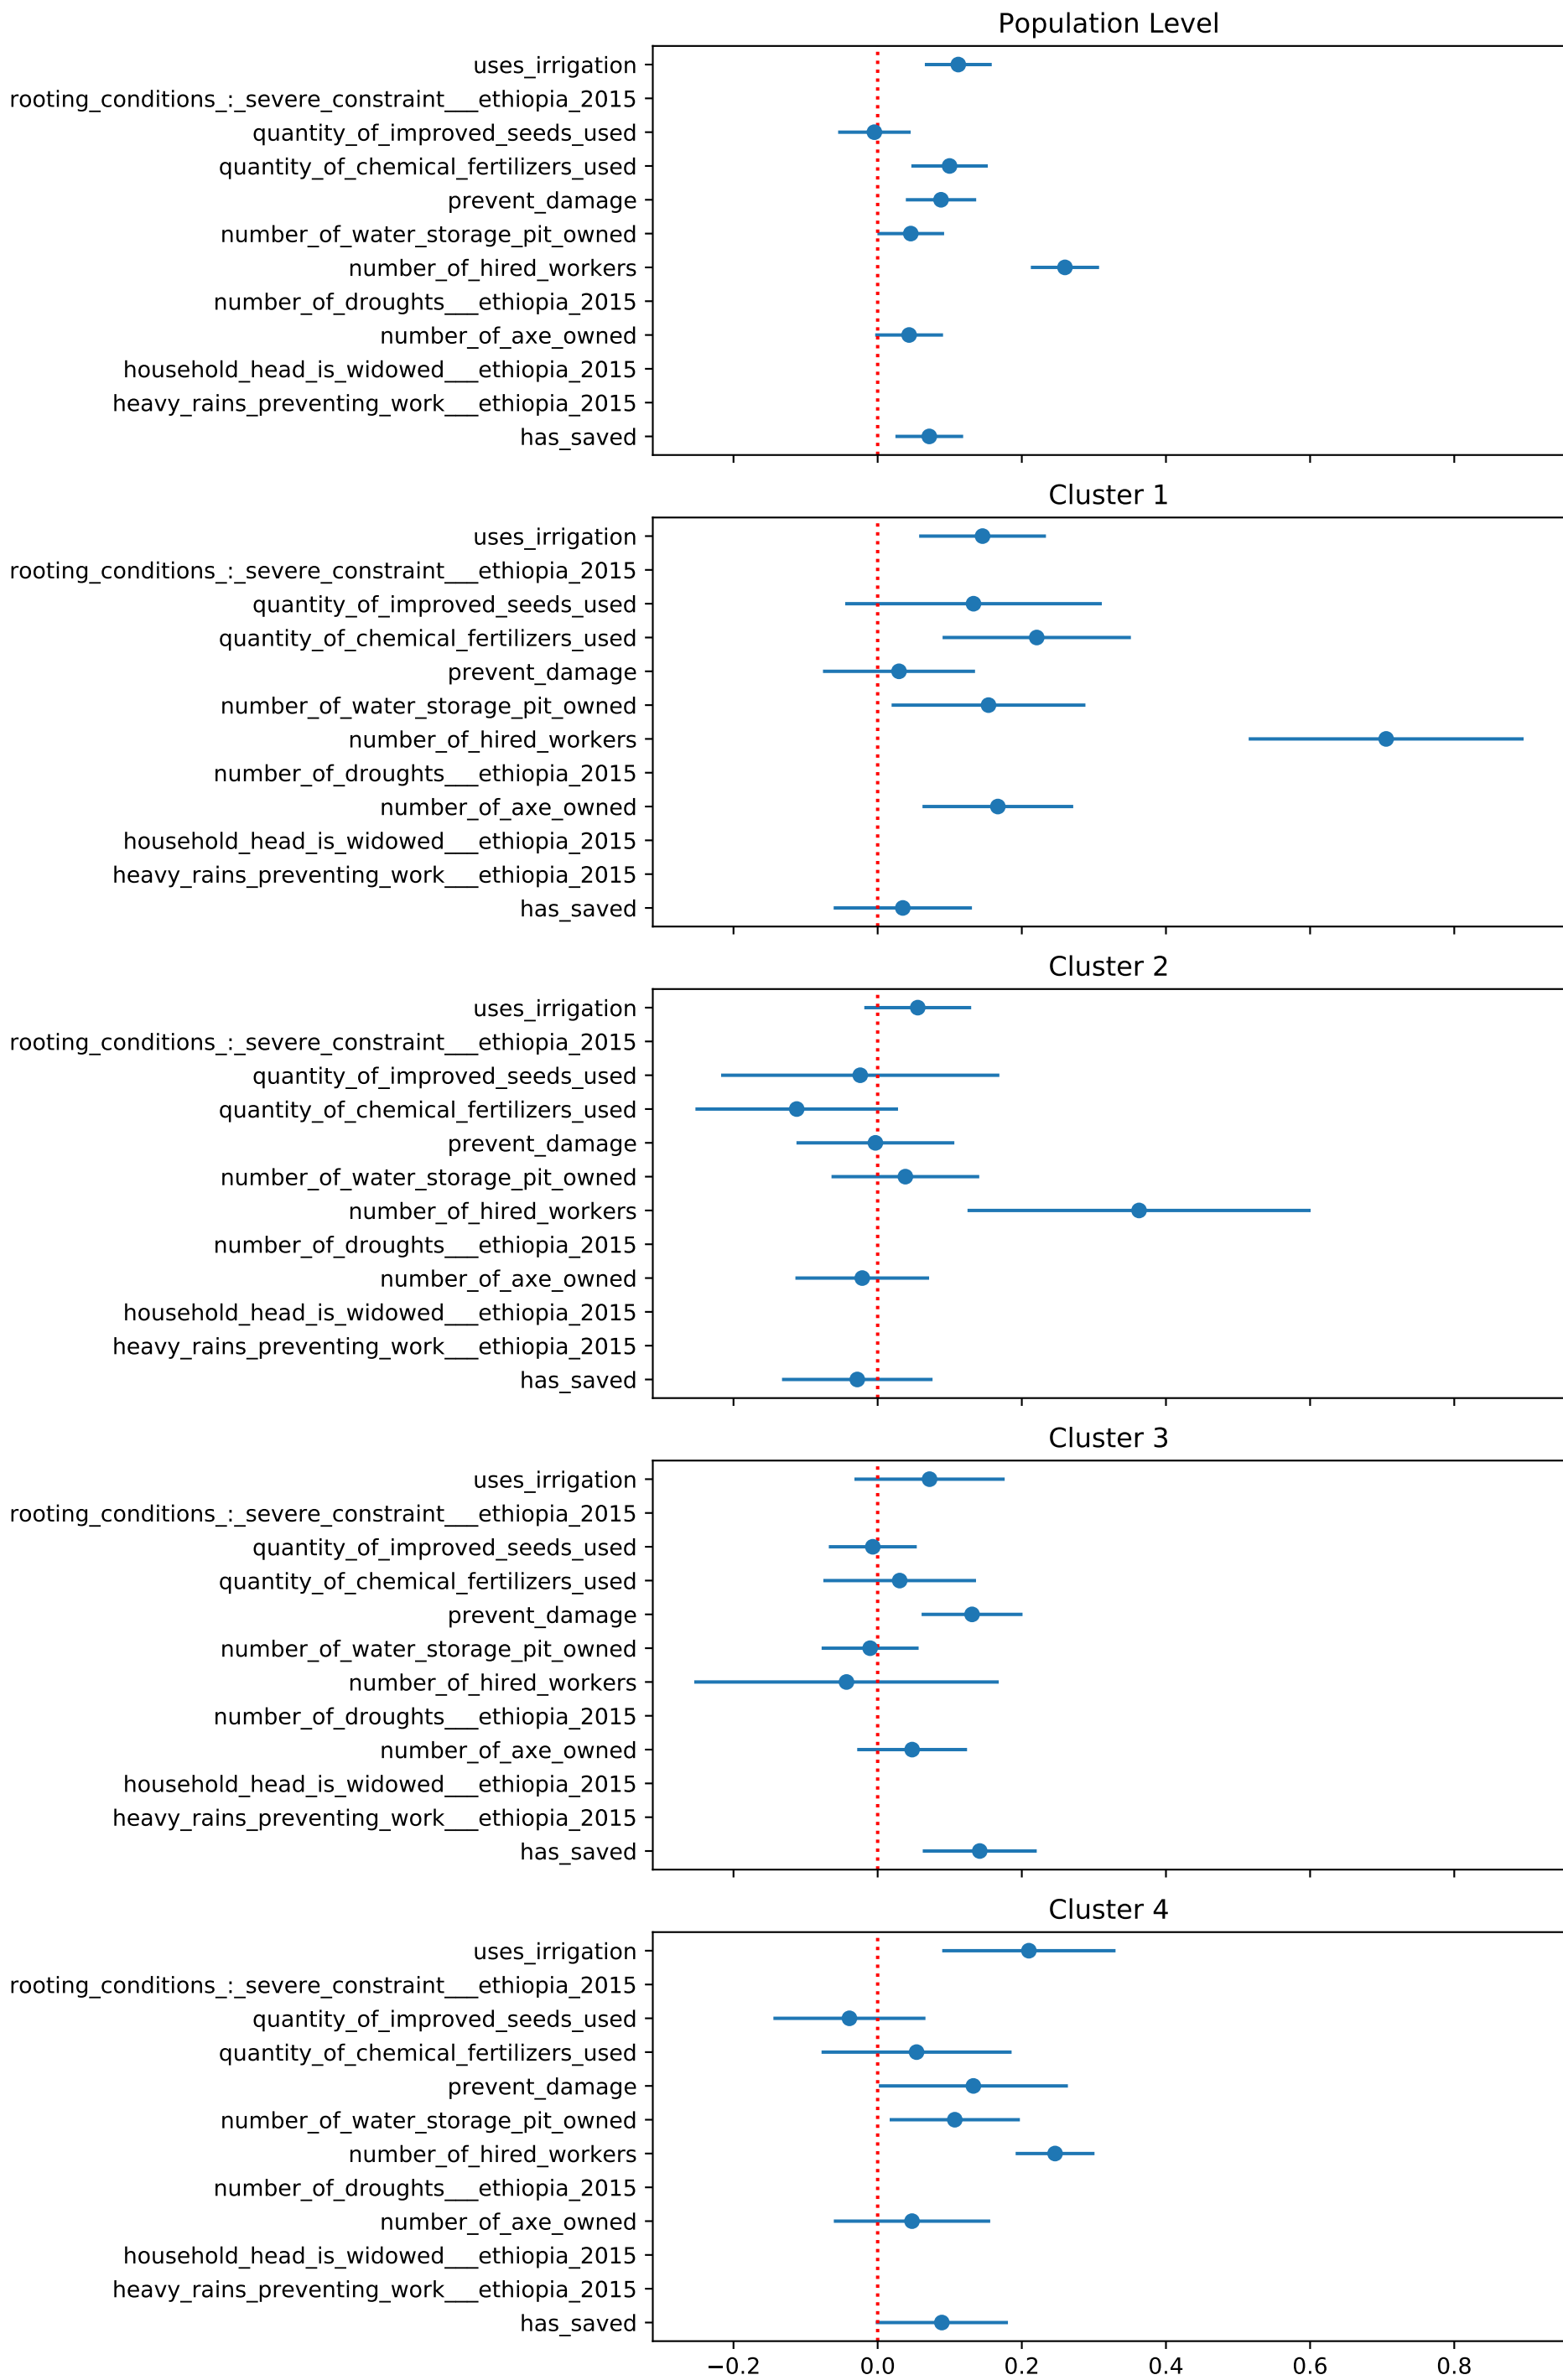 Population Level
uses_irrigation
rooting_conditions_:_severe_constraint___ethiopia_2015
quantity_of_improved_seeds_used
quantity_of_chemical_fertilizers_used
prevent_damage
number_of_water_storage_pit_owned
number_of_hired_workers
number_of_droughts___ethiopia_2015
number_of_axe_owned
household_head_is_widowed___ethiopia_2015
heavy_rains_preventing_work___ethiopia_2015
has_saved
Cluster 1
uses_irrigation
rooting_conditions_:_severe_constraint___ethiopia_2015
quantity_of_improved_seeds_used
quantity_of_chemical_fertilizers_used
prevent_damage
number_of_water_storage_pit_owned
number_of_hired_workers
number_of_droughts___ethiopia_2015
number_of_axe_owned
household_head_is_widowed___ethiopia_2015
heavy_rains_preventing_work___ethiopia_2015
has_saved
Cluster 2
uses_irrigation
rooting_conditions_:_severe_constraint___ethiopia_2015
quantity_of_improved_seeds_used
quantity_of_chemical_fertilizers_used
prevent_damage
number_of_water_storage_pit_owned
number_of_hired_workers
number_of_droughts___ethiopia_2015
number_of_axe_owned
household_head_is_widowed___ethiopia_2015
heavy_rains_preventing_work___ethiopia_2015
has_saved
Cluster 3
uses_irrigation
rooting_conditions_:_severe_constraint___ethiopia_2015
quantity_of_improved_seeds_used
quantity_of_chemical_fertilizers_used
prevent_damage
number_of_water_storage_pit_owned
number_of_hired_workers
number_of_droughts___ethiopia_2015
number_of_axe_owned
household_head_is_widowed___ethiopia_2015
heavy_rains_preventing_work___ethiopia_2015
has_saved
Cluster 4
uses_irrigation
rooting_conditions_:_severe_constraint___ethiopia_2015
quantity_of_improved_seeds_used
quantity_of_chemical_fertilizers_used
prevent_damage
number_of_water_storage_pit_owned
number_of_hired_workers
number_of_droughts___ethiopia_2015
number_of_axe_owned
household_head_is_widowed___ethiopia_2015
heavy_rains_preventing_work___ethiopia_2015
has_saved
−0.2 0.0 0.2 0.4 0.6 0.8